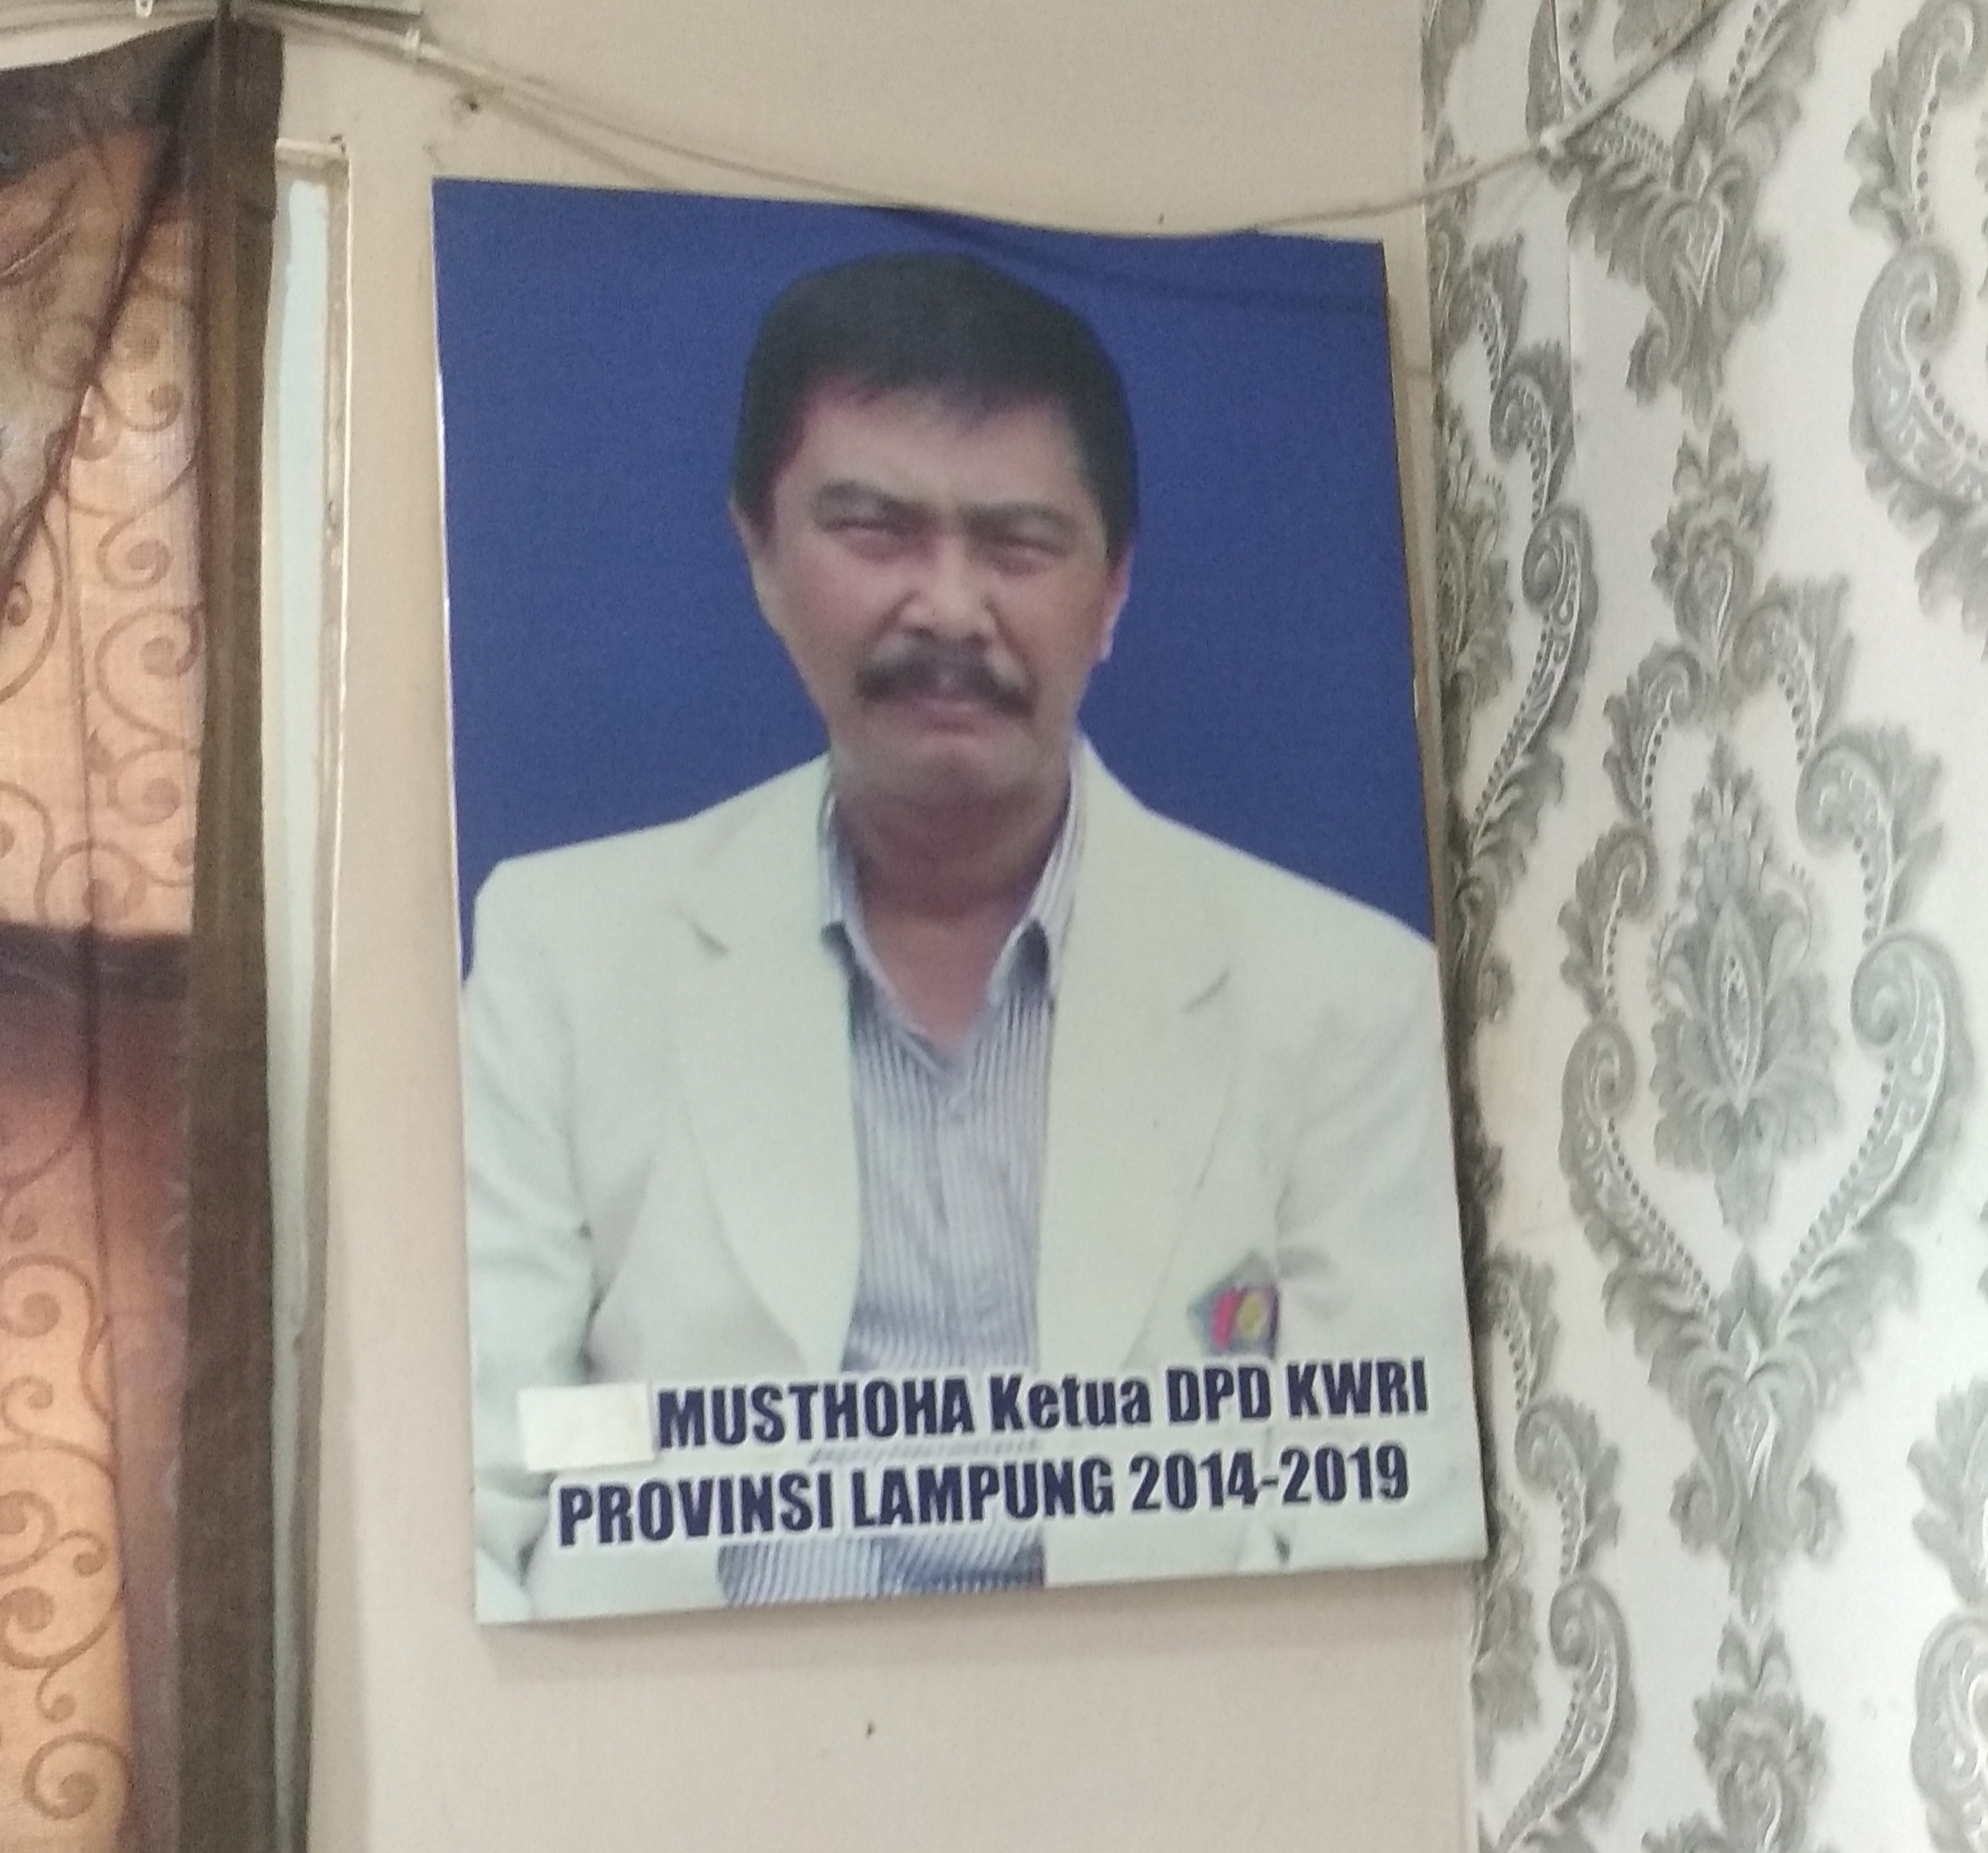 MUSTHOHA Ketua DPD KWRI
PROVINSI LAMPUNG 2014-2019